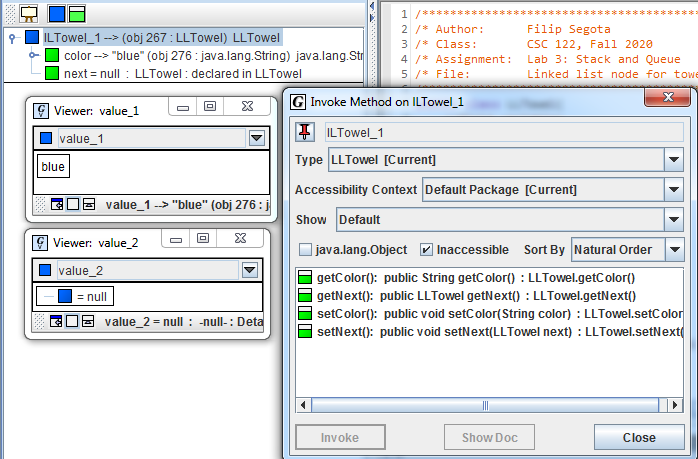 lLTowel_1 --> (obj 267 : LLTowel)  LLTowel
color --> "blue" (obj 276 : java.lang.String)  java.lang.Str
next = null  :  LLTowel : declared in LLTowel
1 /*******************************
2 /* Author:      Filip Segota
3 /* Class:       CSC 122, Fall 2020
4 /* Assignment:  Lab 3: Stack and Queue
5 /* File:        Linked list node for towe
Viewer:  value_1
value_1
blue
value_1 --> "blue" (obj 276 : ja
Viewer:  value_2
value_2
= null
value_2 = null  :  -null- : Deta
Invoke Method on lLTowel_1
lLTowel_1
Type LLTowel [Current]
Accessibility Context Default Package  [Current]
Show Default
java.lang.Object Inaccessible Sort By Natural Order
getColor():  public String getColor()  : LLTowel.getColor()
getNext():  public LLTowel getNext()  : LLTowel.getNext()
setColor():  public void setColor(String color)  : LLTowel.setColor
setNext():  public void setNext(LLTowel next)  : LLTowel.setNext(
Invoke Show Doc Close